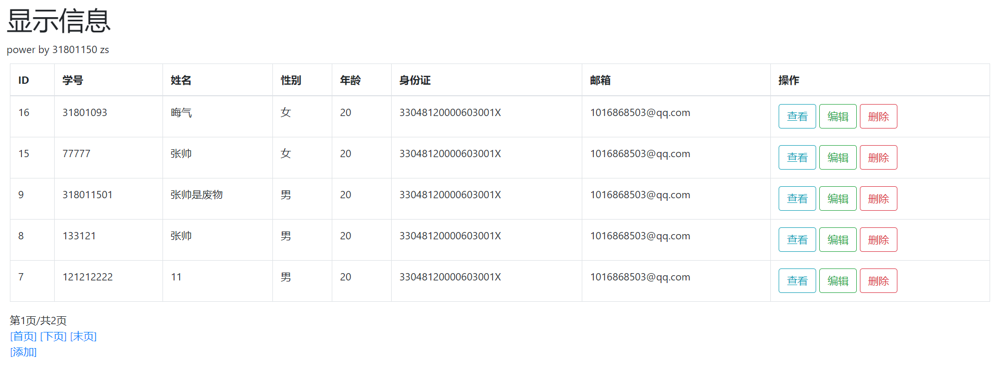 显示信息
power by 31801150 zs
ID 学号 姓名 性别 年龄 身份证 邮箱 操作
16 31801093 晦气 女 20 33048120000603001X 1016868503@qq.com 查看 编辑 删除
15 77777 张帅 女 20 33048120000603001X 1016868503@qq.com 查看 编辑 删除
9 318011501 张帅是废物 男 20 33048120000603001X 1016868503@qq.com 查看 编辑 删除
8 133121 张帅 男 20 33048120000603001X 1016868503@qq.com 查看 编辑 删除
7 121212222 11 男 20 33048120000603001X 1016868503@qq.com 查看 编辑 删除
第1页/共2页
[首页] [下页] [末页]
[添加]